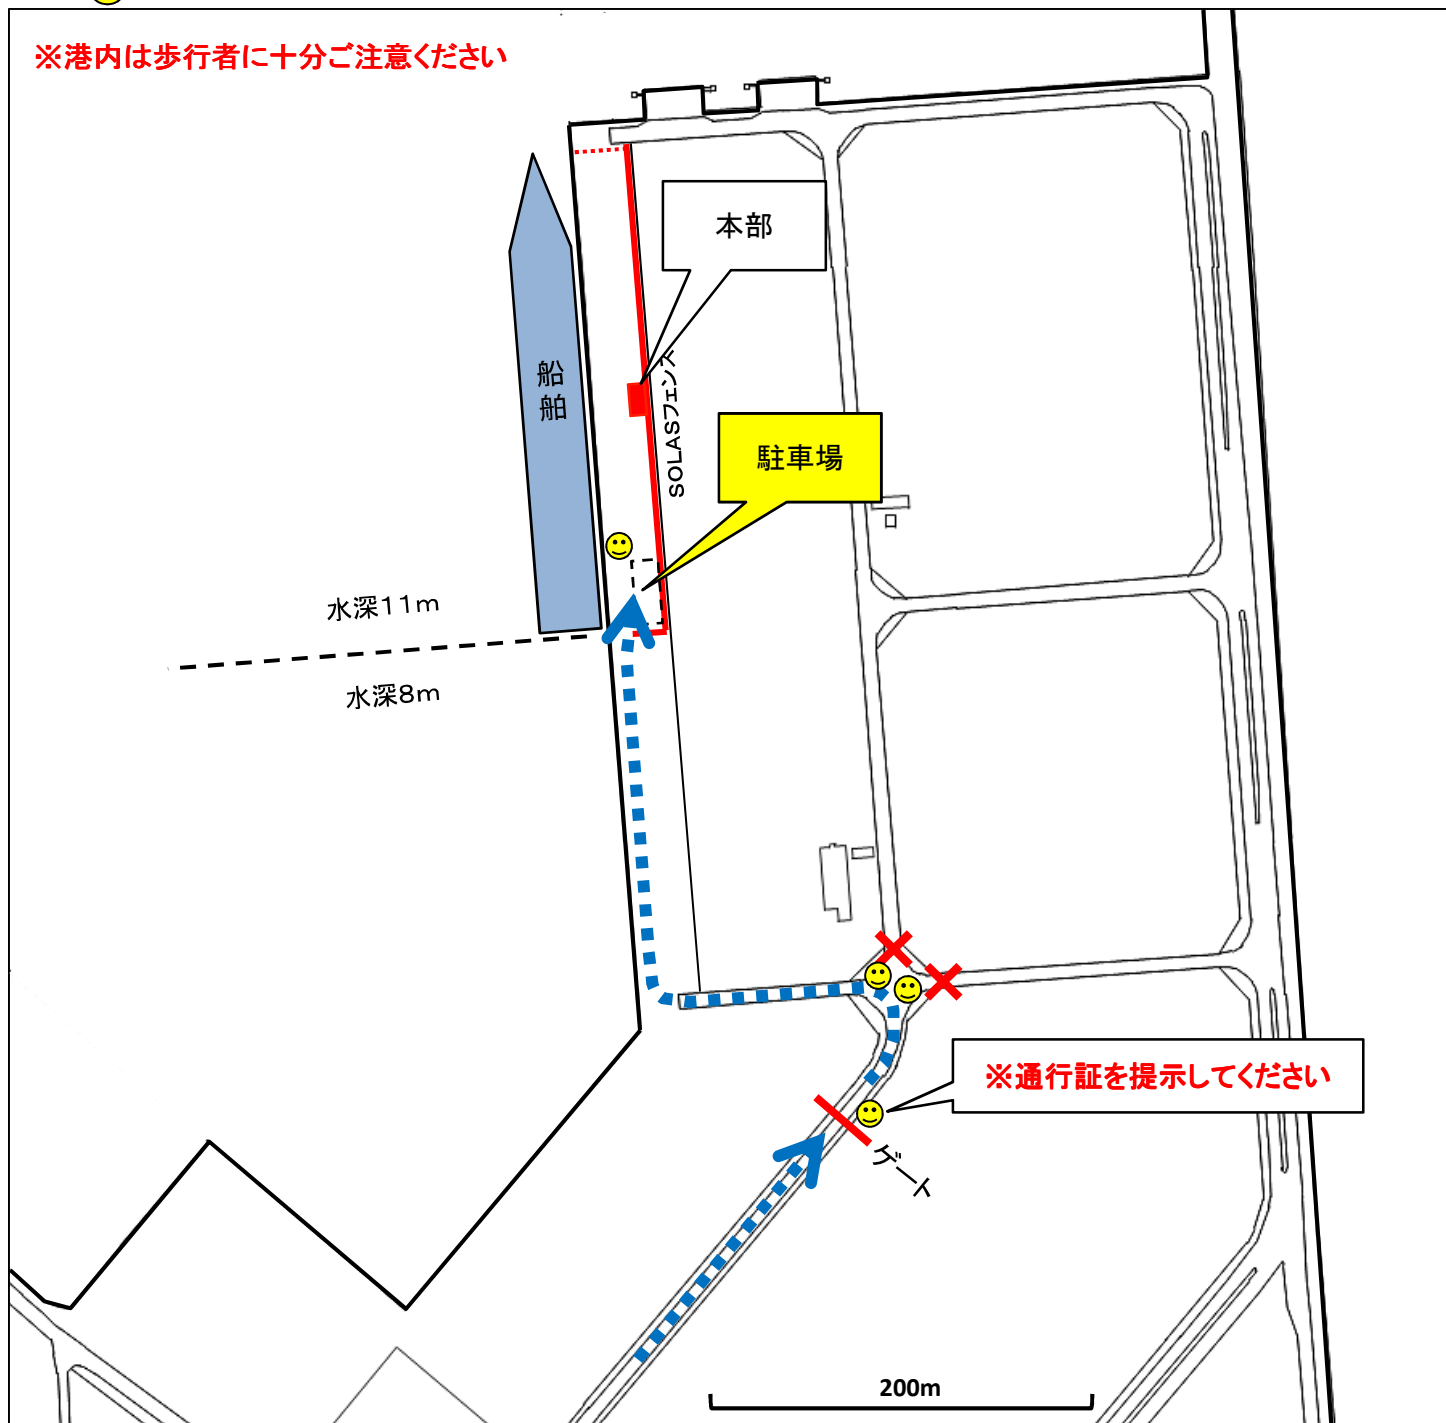 ※港内は歩行者に十分ご注意ください
本部
船舶
SOLASフェンス
駐車場
水深11m
水深8m
※通行証を提示してください
ゲート
200m